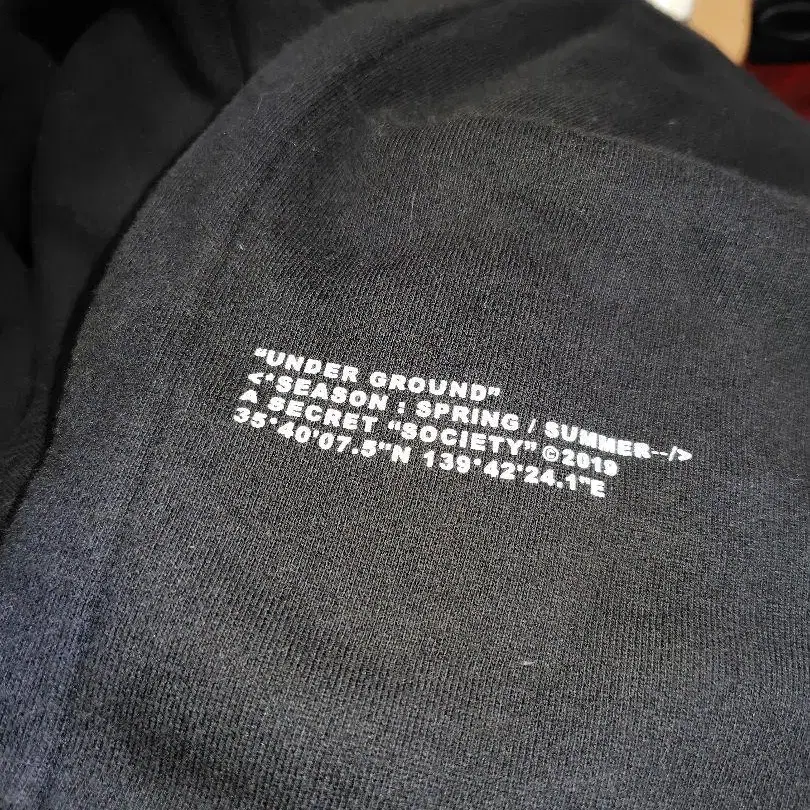 “UNDER GROUND”
<*SEASON : SPRING / SUMMER--/>
A SECRET “SOCIETY” ©2019
35°40'07.5"N 139°42'24.1"E